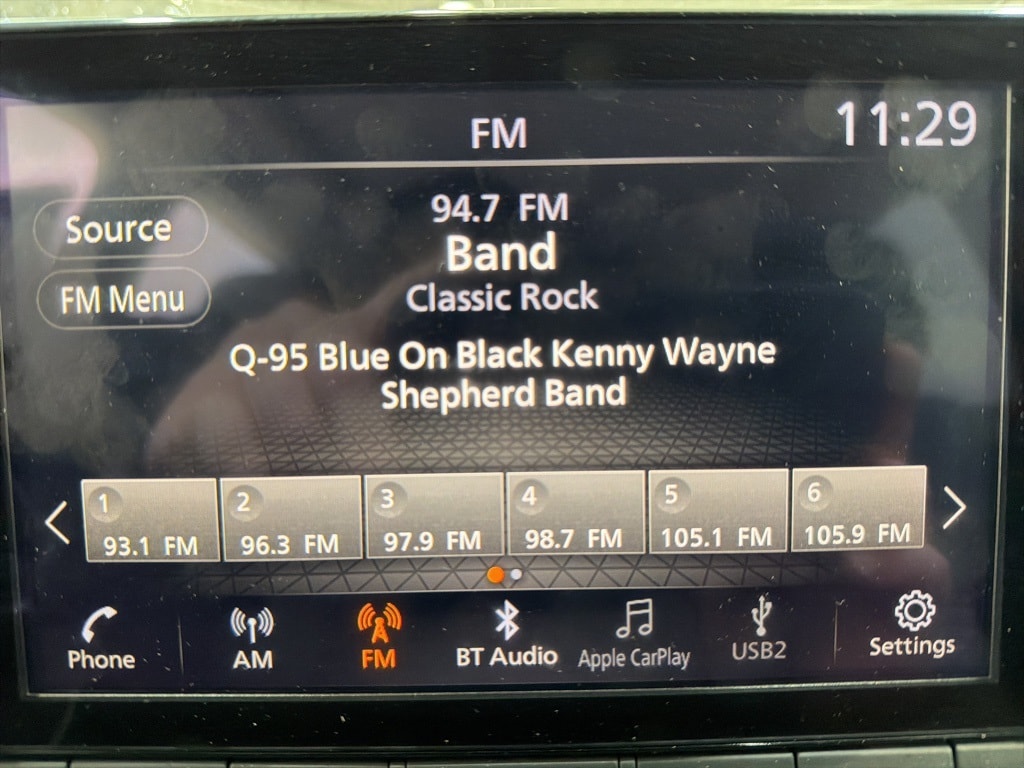 FM
11:29
94.7 FM
Source
Band
FM Menu
Classic Rock
Q-95 Blue On Black Kenny Wayne
Shepherd Band
1
93.1 FM
2
96.3 FM
3
97.9 FM
4
98.7 FM
5
105.1 FM
6
105.9 FM
Phone
AM
FM
BT Audio
Apple CarPlay
USB2
Settings